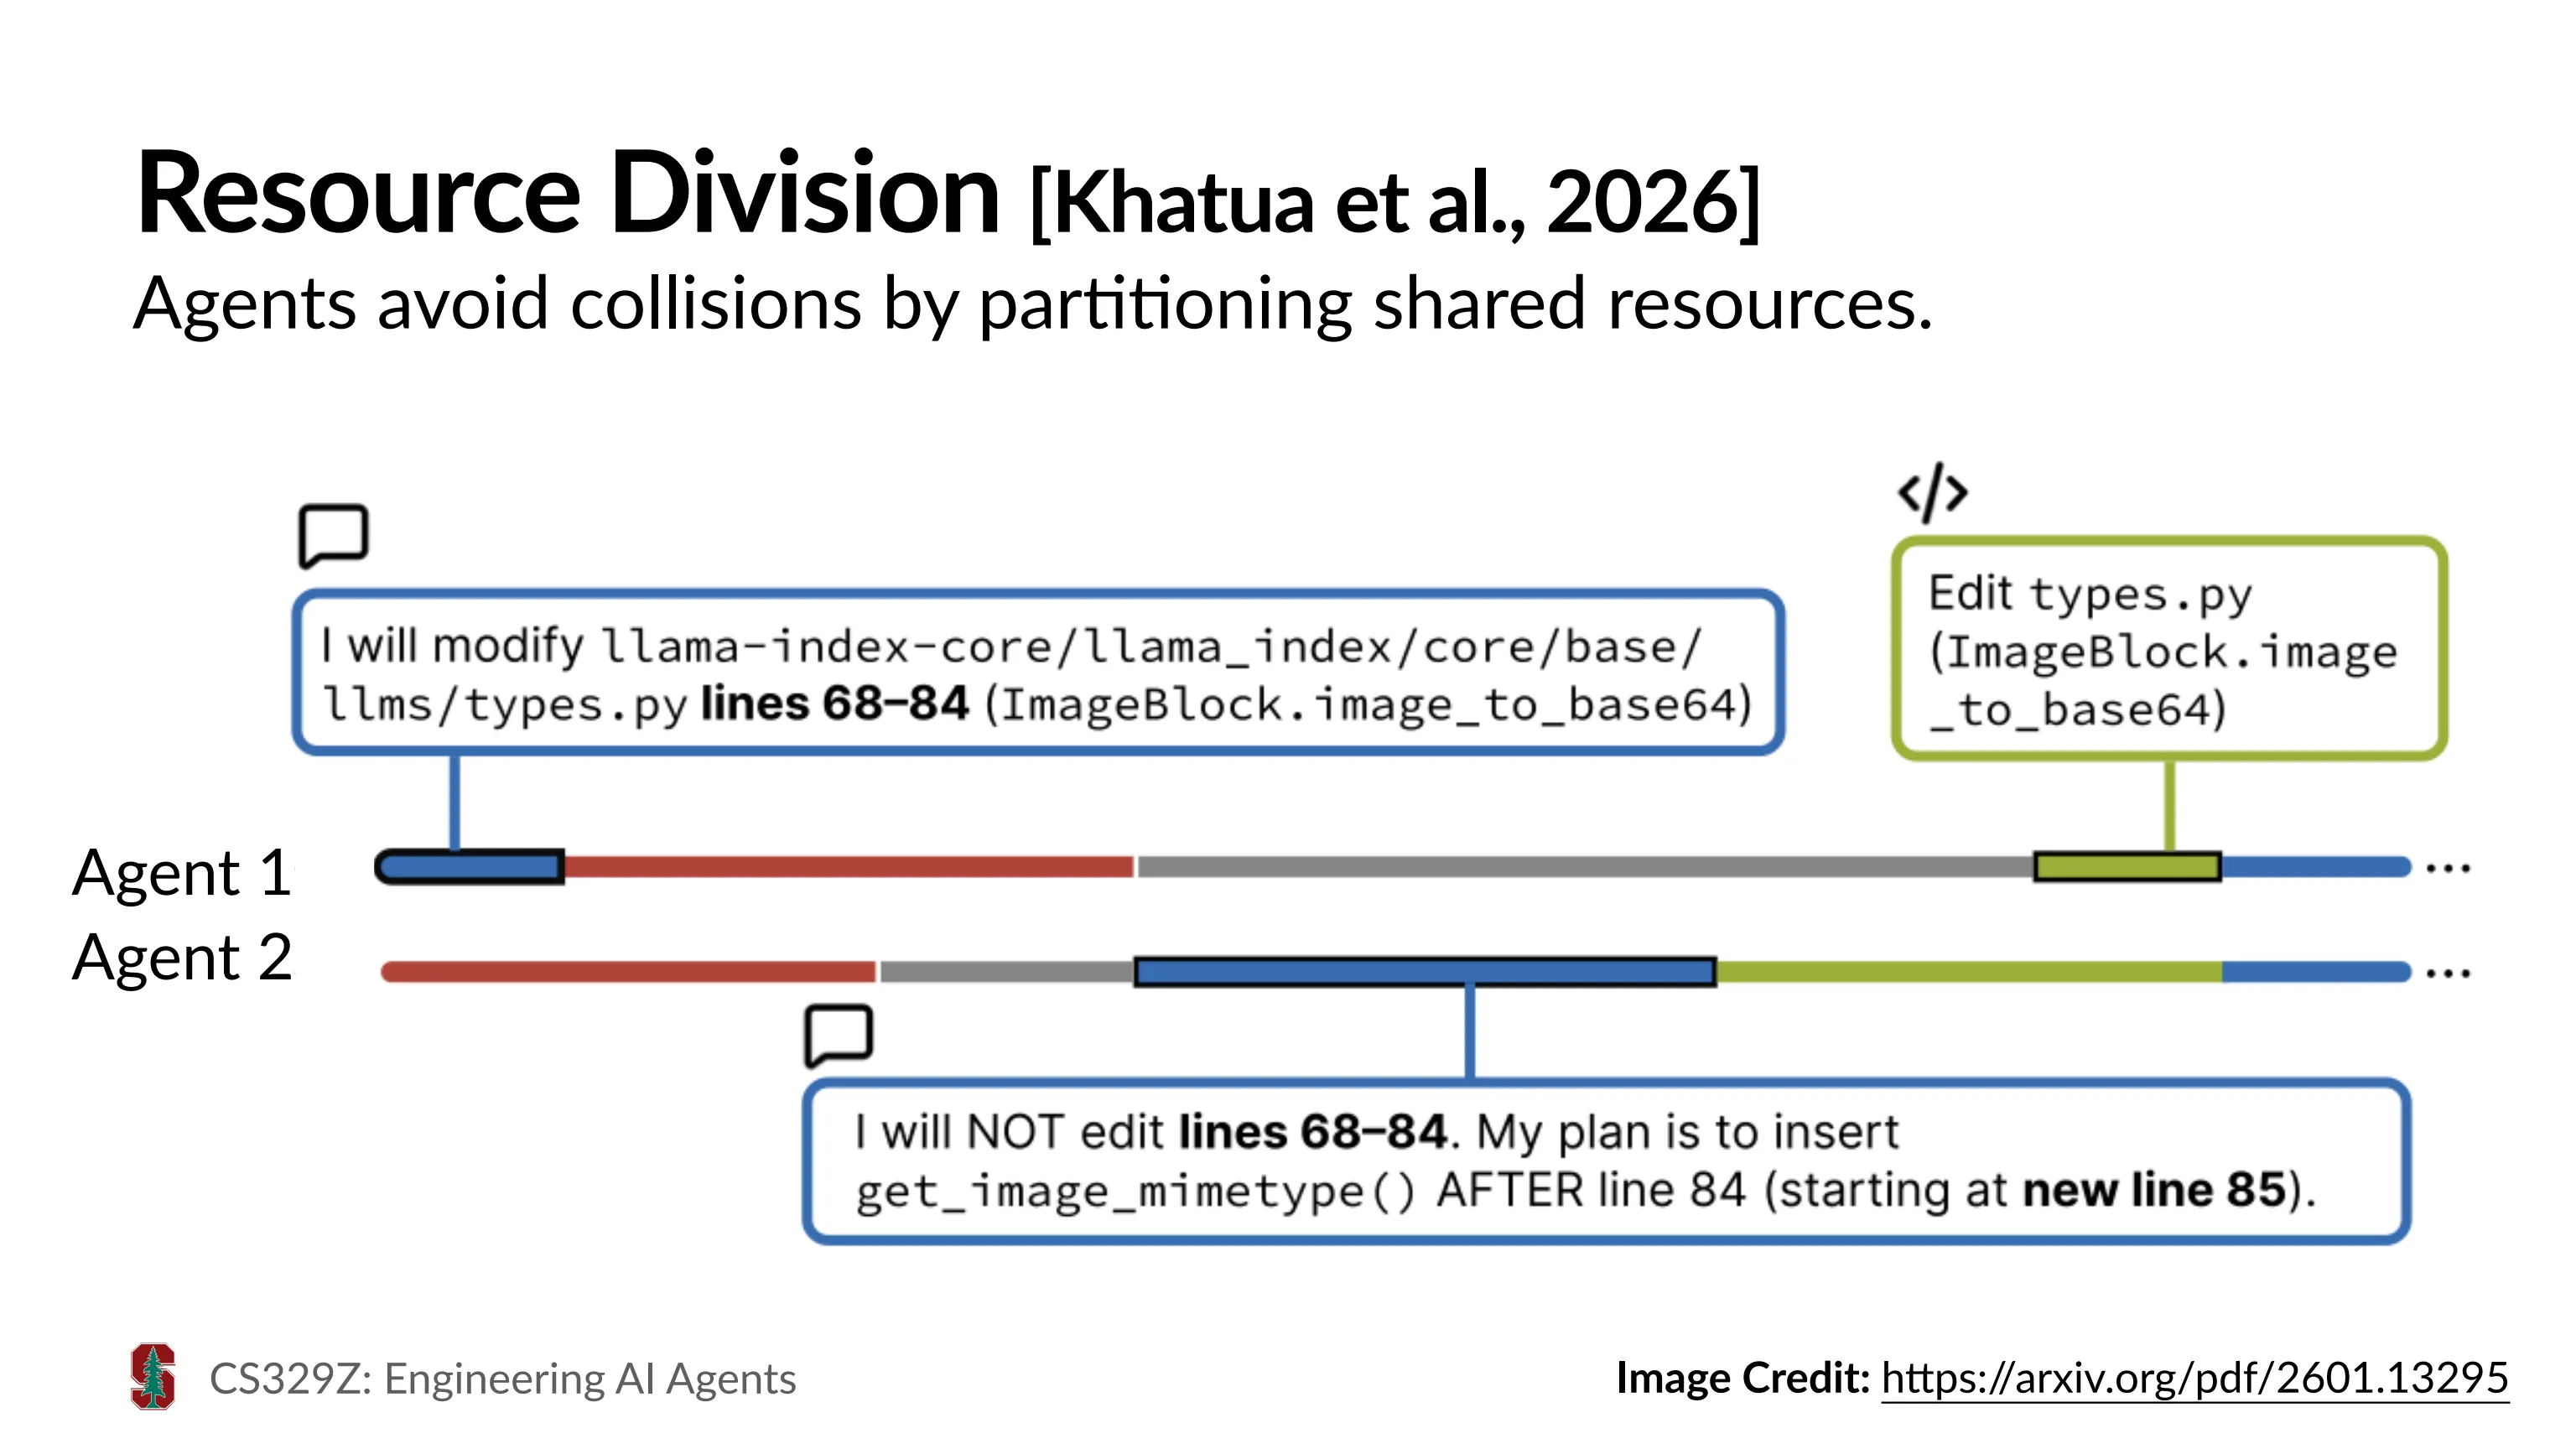 Resource Division [Khatua et al., 2026]
Agents avoid collisions by partitioning shared resources.
I will modify llama-index-core/llama_index/core/base/
llms/types.py lines 68–84 (ImageBlock.image_to_base64)
Edit types.py
(ImageBlock.image
_to_base64)
Agent 1
...
Agent 2
...
I will NOT edit lines 68–84. My plan is to insert
get_image_mimetype() AFTER line 84 (starting at new line 85).
CS329Z: Engineering AI Agents
Image Credit: https://arxiv.org/pdf/2601.13295